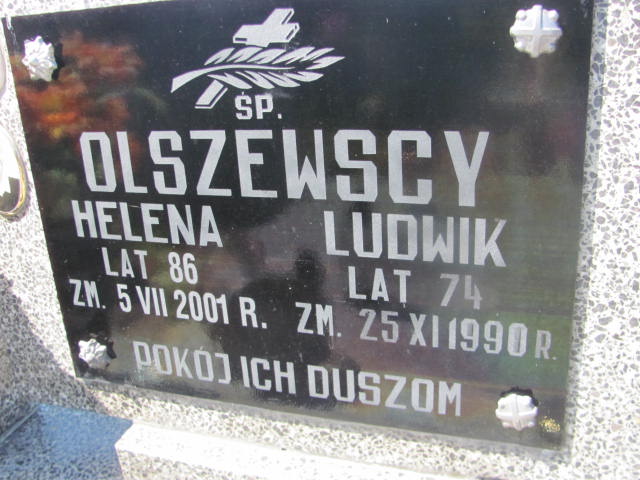 ŚP.
OLSZEWSCY
HELENA
LAT 86
ZM. 5 VII 2001 R.
LUDWIK
LAT 74
ZM. 25 XI 1990 R.
POKÓJ ICH DUSZOM